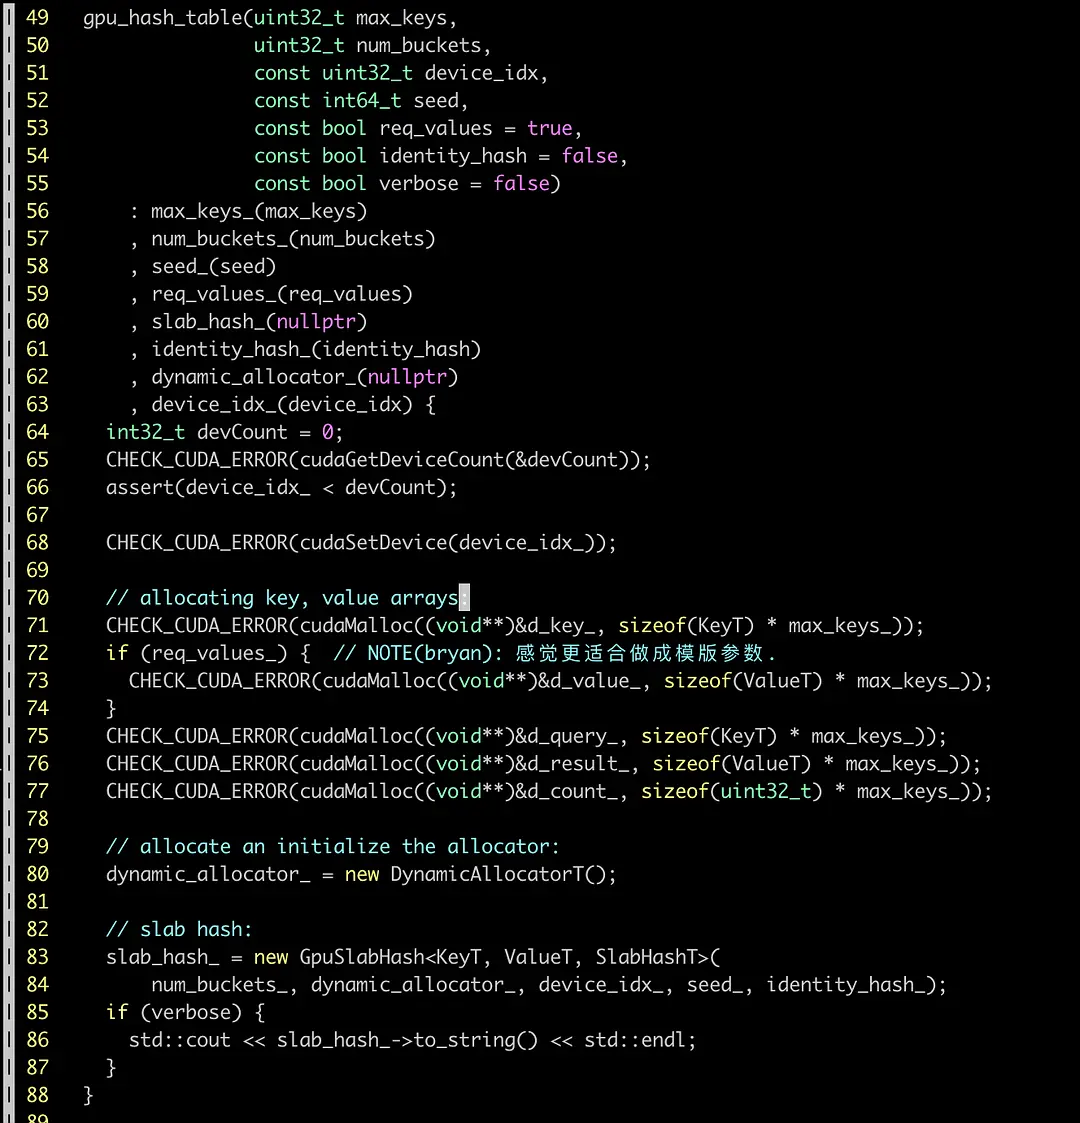 49 gpu_hash_table(uint32_t max_keys,
50 uint32_t num_buckets,
51 const uint32_t device_idx,
52 const int64_t seed,
53 const bool req_values = true,
54 const bool identity_hash = false,
55 const bool verbose = false)
56 : max_keys_(max_keys)
57 , num_buckets_(num_buckets)
58 , seed_(seed)
59 , req_values_(req_values)
60 , slab_hash_(nullptr)
61 , identity_hash_(identity_hash)
62 , dynamic_allocator_(nullptr)
63 , device_idx_(device_idx) {
64 int32_t devCount = 0;
65 CHECK_CUDA_ERROR(cudaGetDeviceCount(&devCount));
66 assert(device_idx_ < devCount);
67
68 CHECK_CUDA_ERROR(cudaSetDevice(device_idx_));
69
70 // allocating key, value arrays:
71 CHECK_CUDA_ERROR(cudaMalloc((void**)&d_key_, sizeof(KeyT) * max_keys_));
72 if (req_values_) { // NOTE(bryan): 感觉更适合做成模版参数.
73 CHECK_CUDA_ERROR(cudaMalloc((void**)&d_value_, sizeof(ValueT) * max_keys_));
74 }
75 CHECK_CUDA_ERROR(cudaMalloc((void**)&d_query_, sizeof(KeyT) * max_keys_));
76 CHECK_CUDA_ERROR(cudaMalloc((void**)&d_result_, sizeof(ValueT) * max_keys_));
77 CHECK_CUDA_ERROR(cudaMalloc((void**)&d_count_, sizeof(uint32_t) * max_keys_));
78
79 // allocate an initialize the allocator:
80 dynamic_allocator_ = new DynamicAllocatorT();
81
82 // slab hash:
83 slab_hash_ = new GpuSlabHash<KeyT, ValueT, SlabHashT>(
84 num_buckets_, dynamic_allocator_, device_idx_, seed_, identity_hash_);
85 if (verbose) {
86 std::cout << slab_hash_->to_string() << std::endl;
87 }
88 }
89